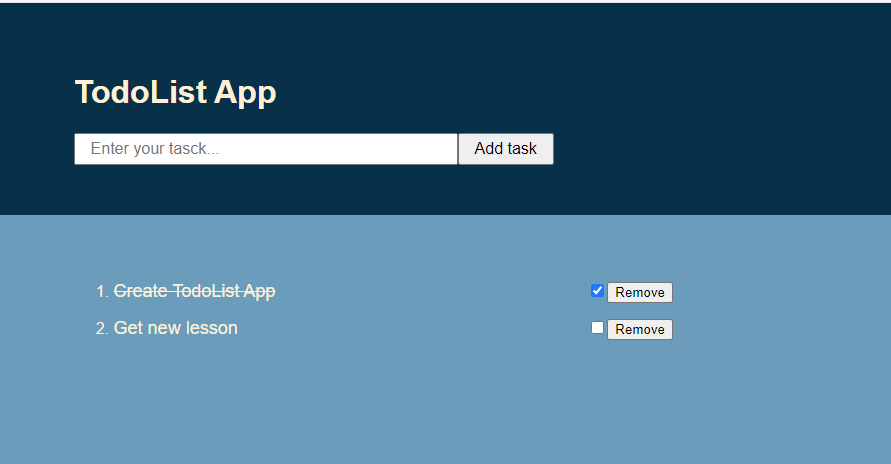 TodoList App
Enter your tasck... Add task
1. Create TodoList App Remove
2. Get new lesson Remove